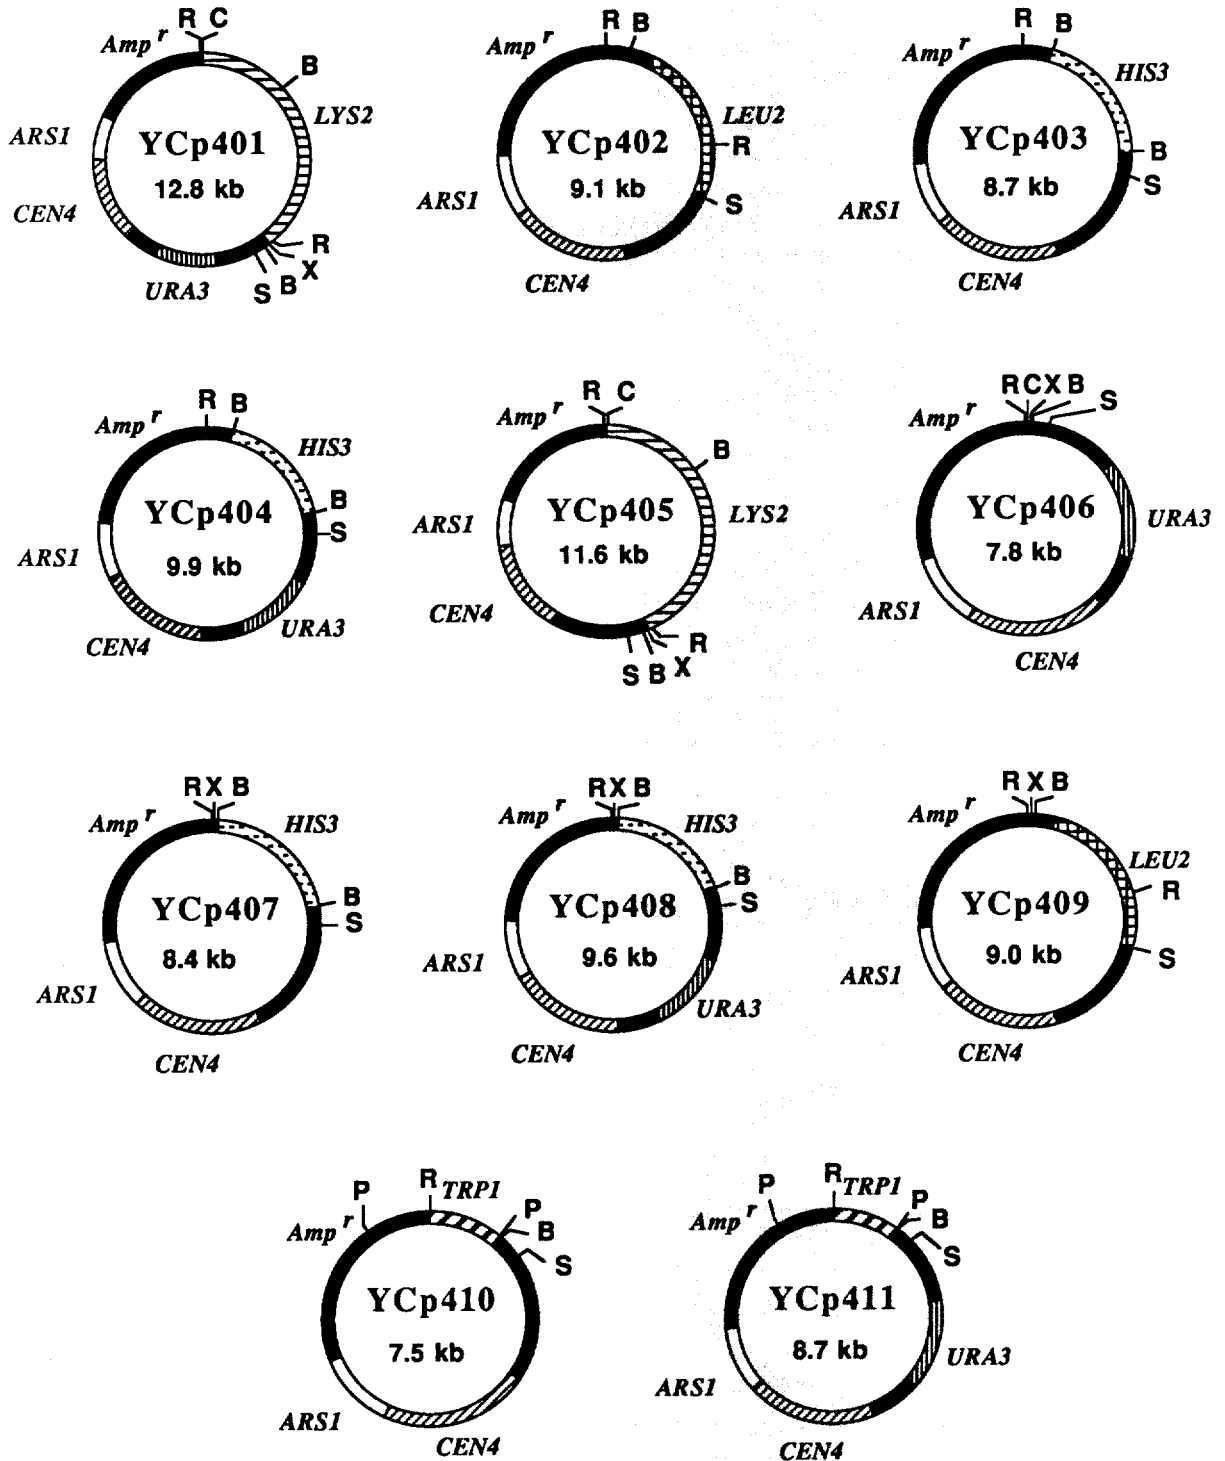 R C
Amp r
B
ARS1
LYS2
YCp401
12.8 kb
CEN4
R
X
B
S
URA3
R B
Amp r
LEU2
YCp402
R
9.1 kb
ARS1
S
CEN4
R B
Amp r
HIS3
YCp403
B
8.7 kb
S
ARS1
CEN4
R B
Amp r
HIS3
B
YCp404
S
9.9 kb
ARS1
URA3
CEN4
R C
Amp r
B
YCp405
LYS2
ARS1
11.6 kb
CEN4
R
X
B
S
R C X B
S
Amp r
YCp406
URA3
7.8 kb
ARS1
CEN4
R X B
Amp r
HIS3
B
YCp407
S
8.4 kb
ARS1
CEN4
R X B
Amp r
HIS3
B
YCp408
S
9.6 kb
ARS1
URA3
CEN4
R X B
Amp r
LEU2
R
YCp409
9.0 kb
S
ARS1
CEN4
P
R TRP1
P
Amp r
B
S
YCp410
7.5 kb
ARS1
CEN4
P
R TRP1
P
Amp r
B
S
YCp411
8.7 kb
URA3
ARS1
CEN4